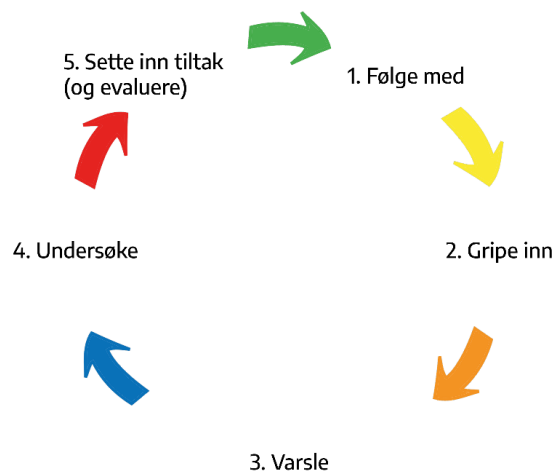 1. Følge med
2. Gripe inn
3. Varsle
4. Undersøke
5. Sette inn tiltak
(og evaluere)